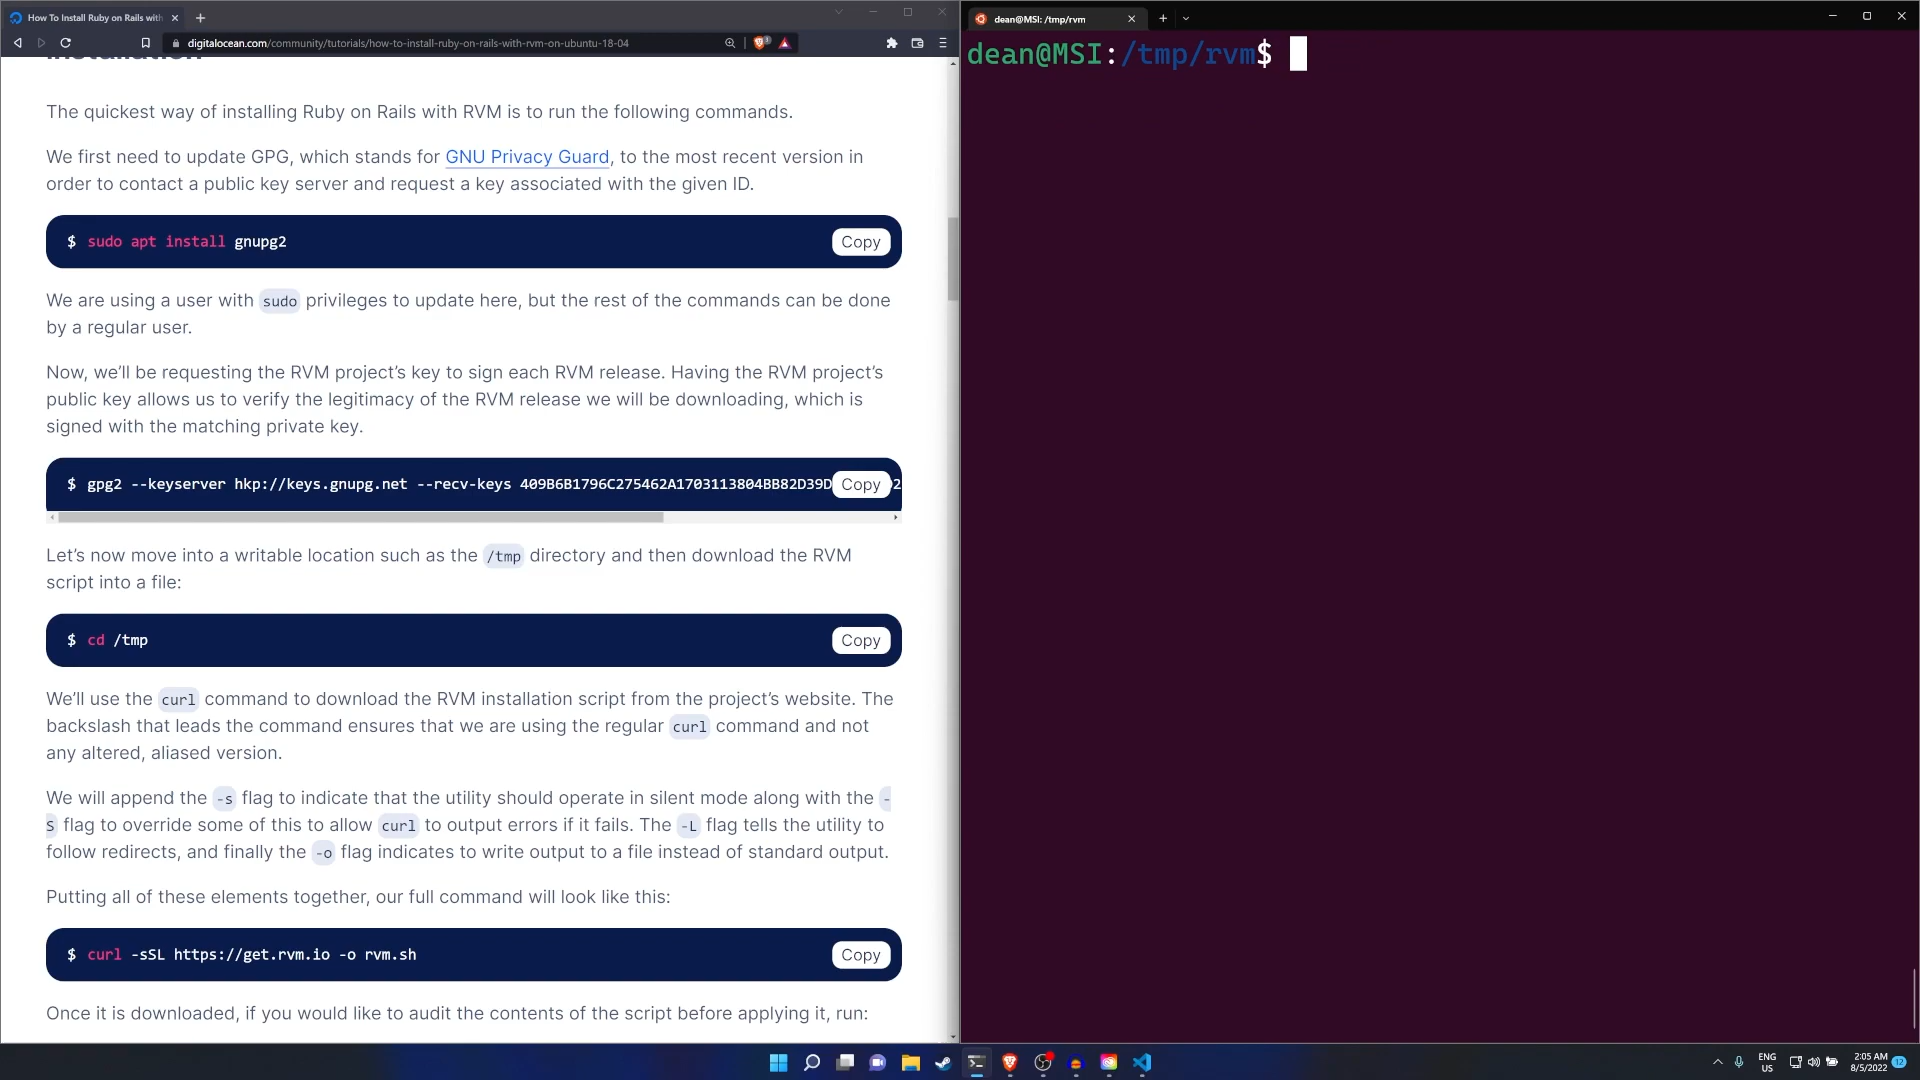 How To Install Ruby on Rails with
digitalocean.com/community/tutorials/how-to-install-ruby-on-rails-with-rvm-on-ubuntu-18-04
The quickest way of installing Ruby on Rails with RVM is to run the following commands.
We first need to update GPG, which stands for GNU Privacy Guard, to the most recent version in
order to contact a public key server and request a key associated with the given ID.
$ sudo apt install gnupg2
Copy
We are using a user with sudo privileges to update here, but the rest of the commands can be done
by a regular user.
Now, we’ll be requesting the RVM project’s key to sign each RVM release. Having the RVM project’s
public key allows us to verify the legitimacy of the RVM release we will be downloading, which is
signed with the matching private key.
$ gpg2 --keyserver hkp://keys.gnupg.net --recv-keys 409B6B1796C275462A1703113804BB82D39D
Copy
Let’s now move into a writable location such as the /tmp directory and then download the RVM
script into a file:
$ cd /tmp
Copy
We’ll use the curl command to download the RVM installation script from the project’s website. The
backslash that leads the command ensures that we are using the regular curl command and not
any altered, aliased version.
We will append the -s flag to indicate that the utility should operate in silent mode along with the -
S flag to override some of this to allow curl to output errors if it fails. The -L flag tells the utility to
follow redirects, and finally the -o flag indicates to write output to a file instead of standard output.
Putting all of these elements together, our full command will look like this:
$ curl -sSL https://get.rvm.io -o rvm.sh
Copy
Once it is downloaded, if you would like to audit the contents of the script before applying it, run:
dean@MSI: /tmp/rvm
dean@MSI:/tmp/rvm$
ENG
US
2:05 AM
8/5/2022
12